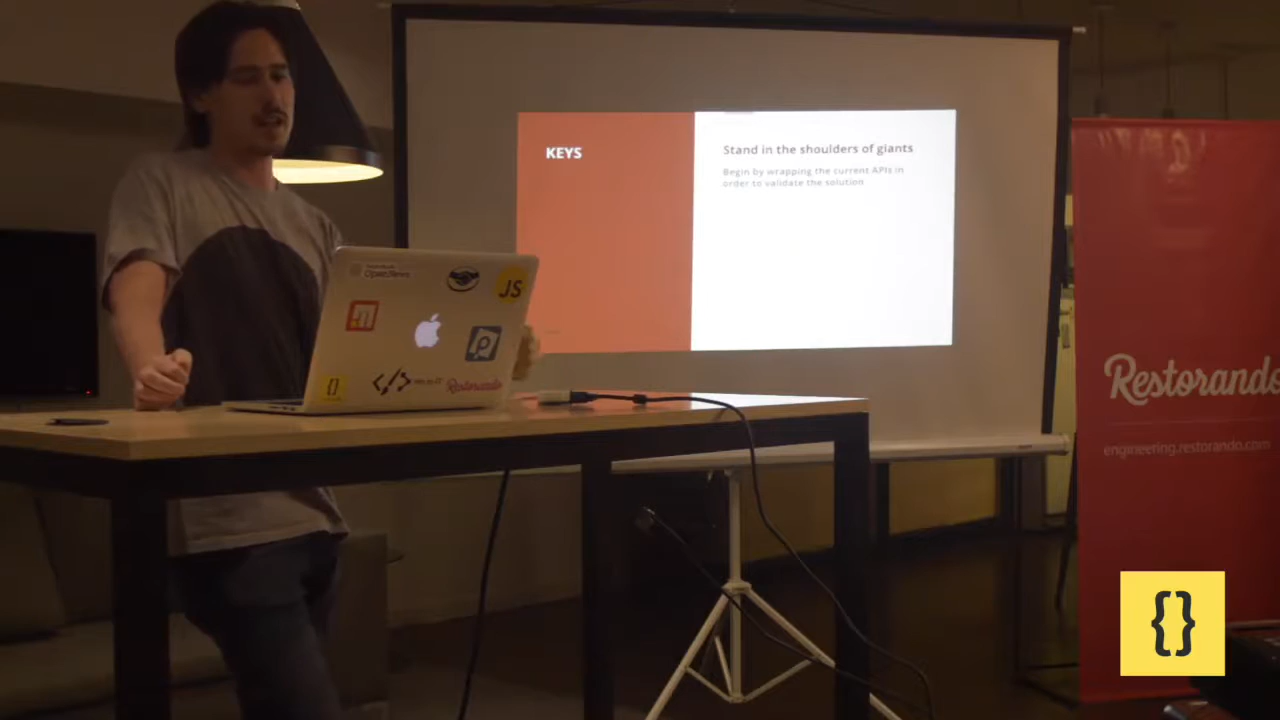 KEYS
Stand in the shoulders of giants
Begin by wrapping the current APIs in
order to validate the solution
OpenNews
JS
{}
</>
Restorando
Restorando
engineering.restorando.com
{}